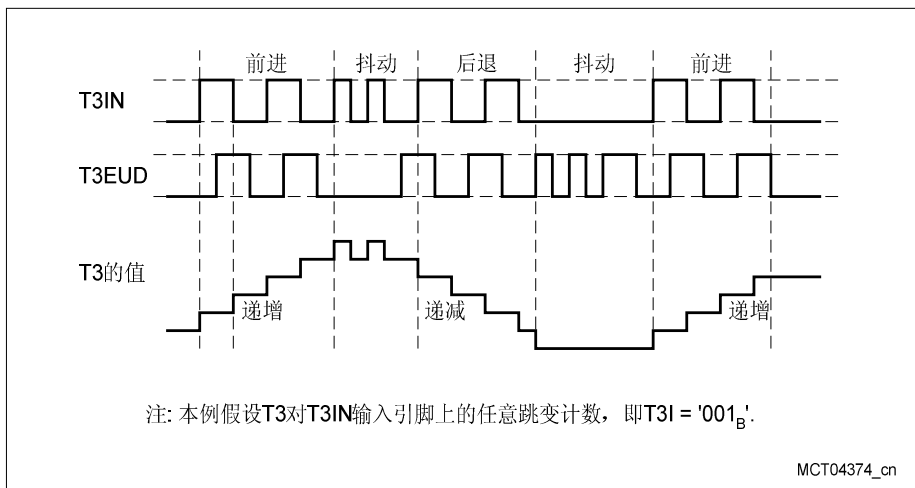 前进 抖动 后退 抖动 前进
T3IN
T3EUD
T3的值
递增 递减 递增
注: 本例假设T3对T3IN输入引脚上的任意跳变计数，即T3I = '001B'.
MCT04374_cn